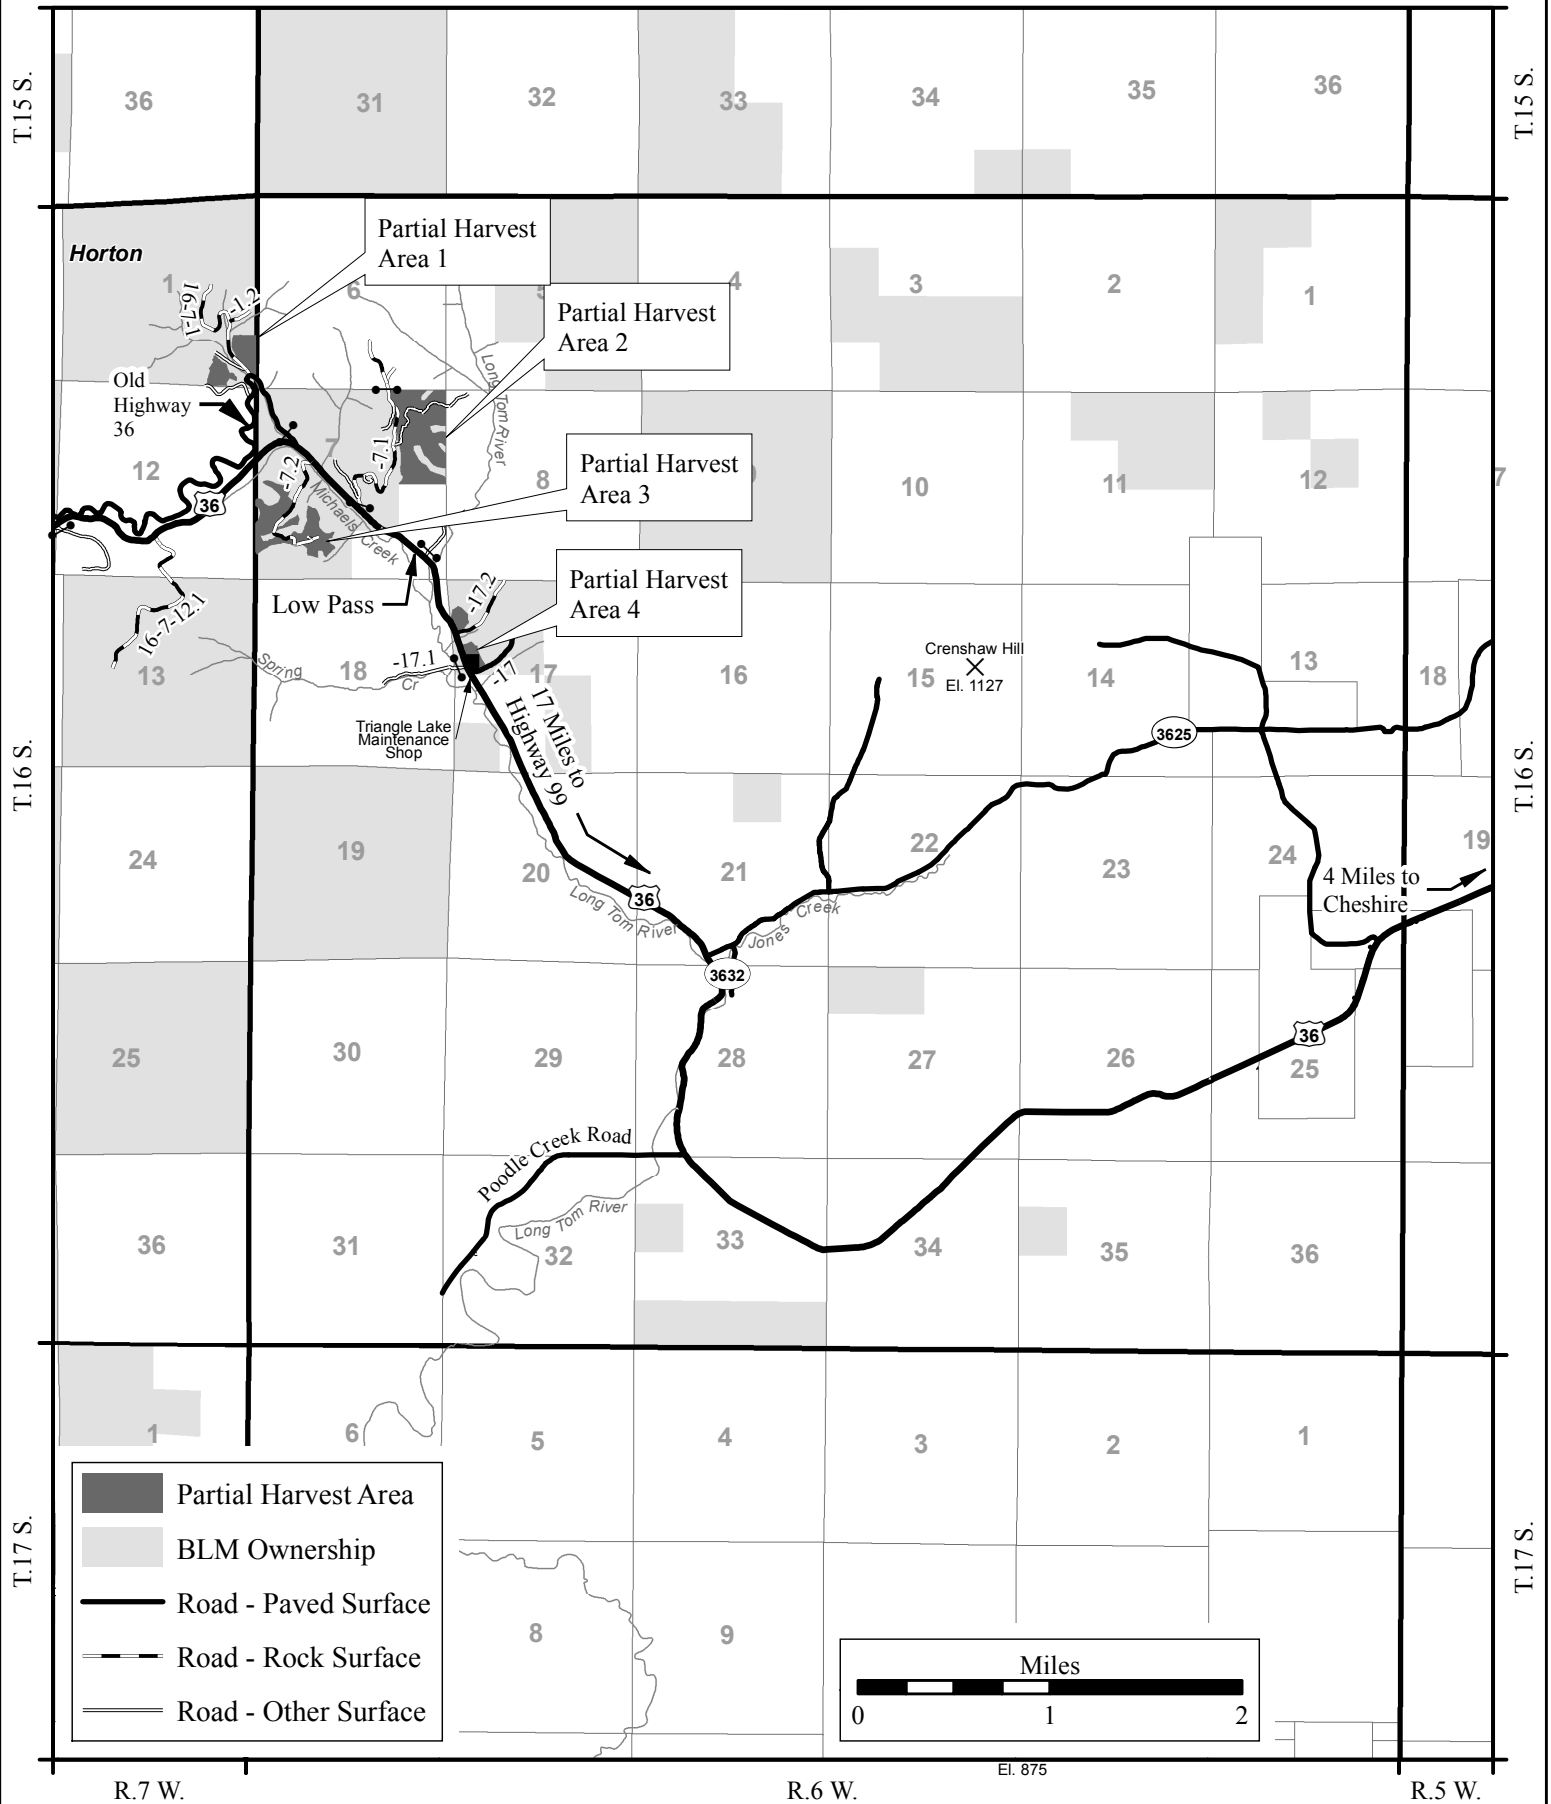 T.15 S.
36
31
32
33
34
35
36
T.15 S.
Horton
Partial Harvest
Area 1
1
6
5
4
3
2
1
16-7-1
-1.2
Partial Harvest
Area 2
Long Tom River
Old
Highway
36
12
7
-7.1
-7.2
8
10
11
12
7
Partial Harvest
Area 3
36
Michaels Creek
Low Pass
Partial Harvest
Area 4
-17.2
16-7-12.1
13
Spring
Cr
18
-17.1
-17
17
16
15
Crenshaw Hill
El. 1127
14
13
18
Triangle Lake
Maintenance
Shop
17 Miles to
Highway 99
3625
T.16 S.
T.16 S.
24
19
20
21
22
23
24
19
36
Long Tom River
Jones Creek
4 Miles to
Cheshire
3632
25
30
29
28
27
26
36
25
Poodle Creek Road
Long Tom River
36
31
32
33
34
35
36
1
6
5
4
3
2
1
T.17 S.
T.17 S.
Partial Harvest Area
BLM Ownership
Road - Paved Surface
Road - Rock Surface
Road - Other Surface
8
9
Miles
0 1 2
El. 875
R.7 W.
R.6 W.
R.5 W.